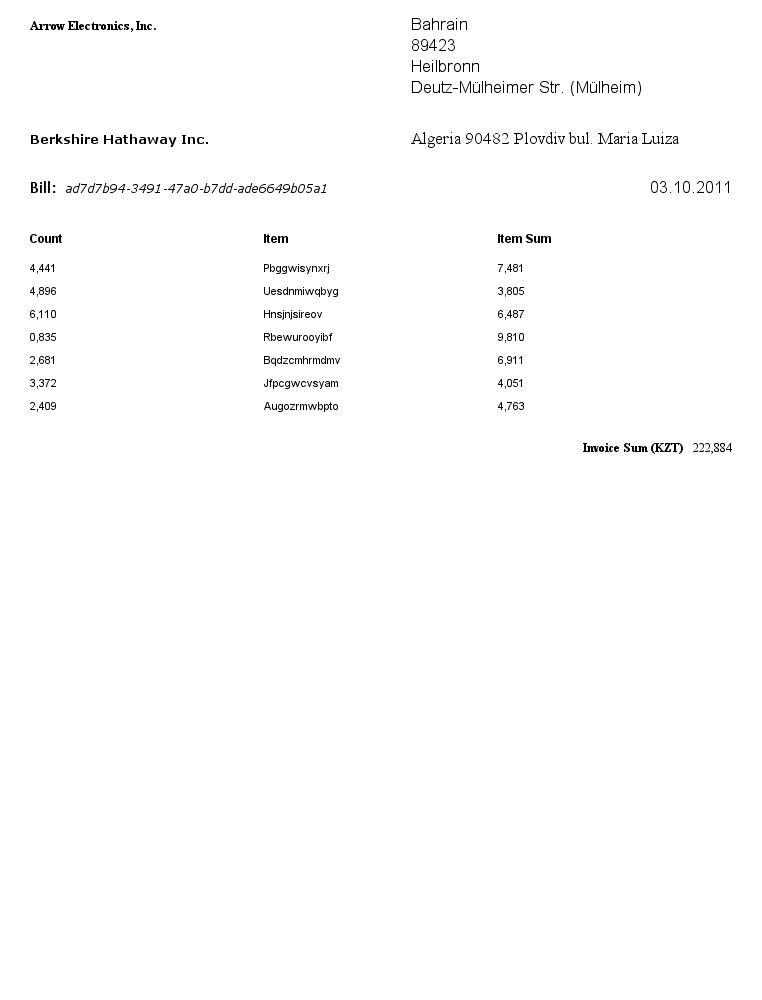 Arrow Electronics, Inc.
Bahrain
89423
Heilbronn
Deutz-Mülheimer Str. (Mülheim)
Berkshire Hathaway Inc.
Algeria 90482 Plovdiv bul. Maria Luiza
Bill: ad7d7b94-3491-47a0-b7dd-ade6649b05a1 03.10.2011
Count Item Item Sum
4,441 Pbggwisynxrj 7,481
4,896 Uesdnmiwqbyg 3,805
6,110 Hnsjnjsireov 6,487
0,835 Rbewurooyibf 9,810
2,681 Bqdzcmhrmdmv 6,911
3,372 Jfpcgwcvsyam 4,051
2,409 Augozrmwbpto 4,763
Invoice Sum (KZT) 222,884